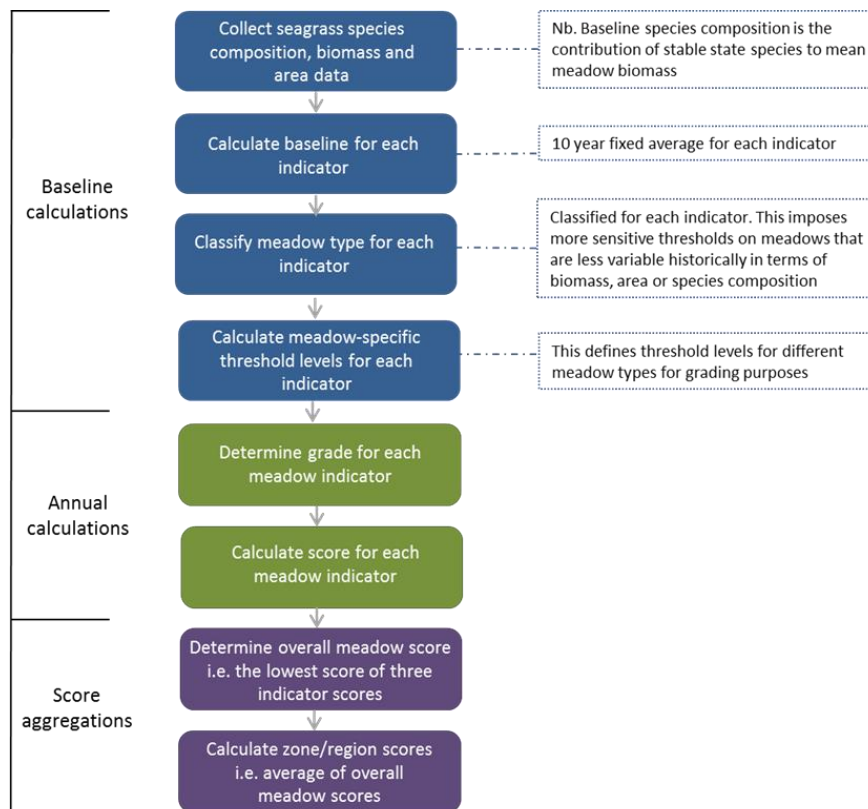 Collect seagrass species
composition, biomass and
area data
Nb. Baseline species composition is the
contribution of stable state species to mean
meadow biomass
Calculate baseline for each
indicator
10 year fixed average for each indicator
Baseline
calculations
Classify meadow type for each
indicator
Classified for each indicator. This imposes
more sensitive thresholds on meadows that
are less variable historically in terms of
biomass, area or species composition
Calculate meadow-specific
threshold levels for each
indicator
This defines threshold levels for different
meadow types for grading purposes
Annual
calculations
Determine grade for each
meadow indicator
Calculate score for each
meadow indicator
Score
aggregations
Determine overall meadow score
i.e. the lowest score of three
indicator scores
Calculate zone/region scores
i.e. average of overall
meadow scores